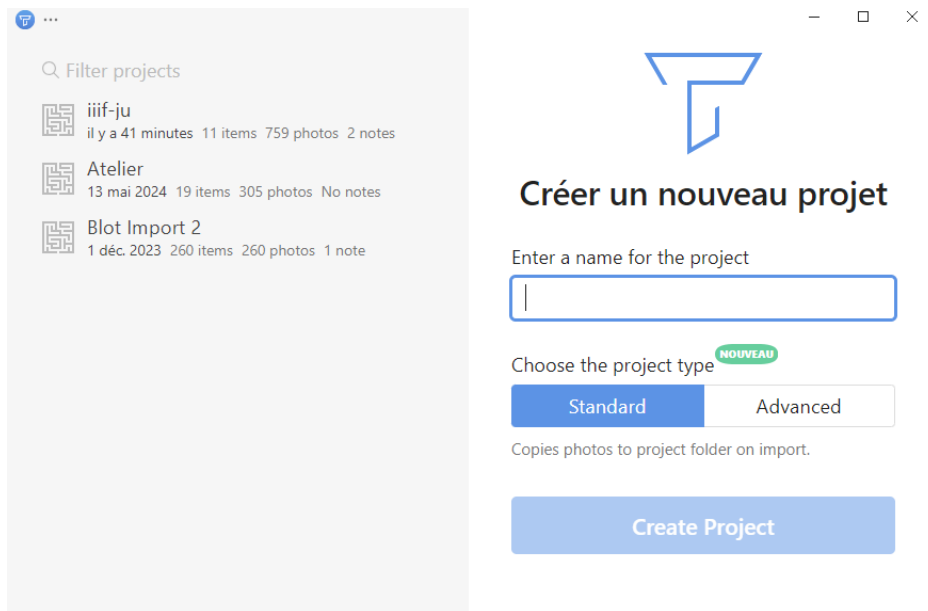 Filter projects
iiif-ju
il y a 41 minutes 11 items 759 photos 2 notes
Atelier
13 mai 2024 19 items 305 photos No notes
Blot Import 2
1 déc. 2023 260 items 260 photos 1 note
Créer un nouveau projet
Enter a name for the project
Choose the project type NOUVEAU
Standard Advanced
Copies photos to project folder on import.
Create Project